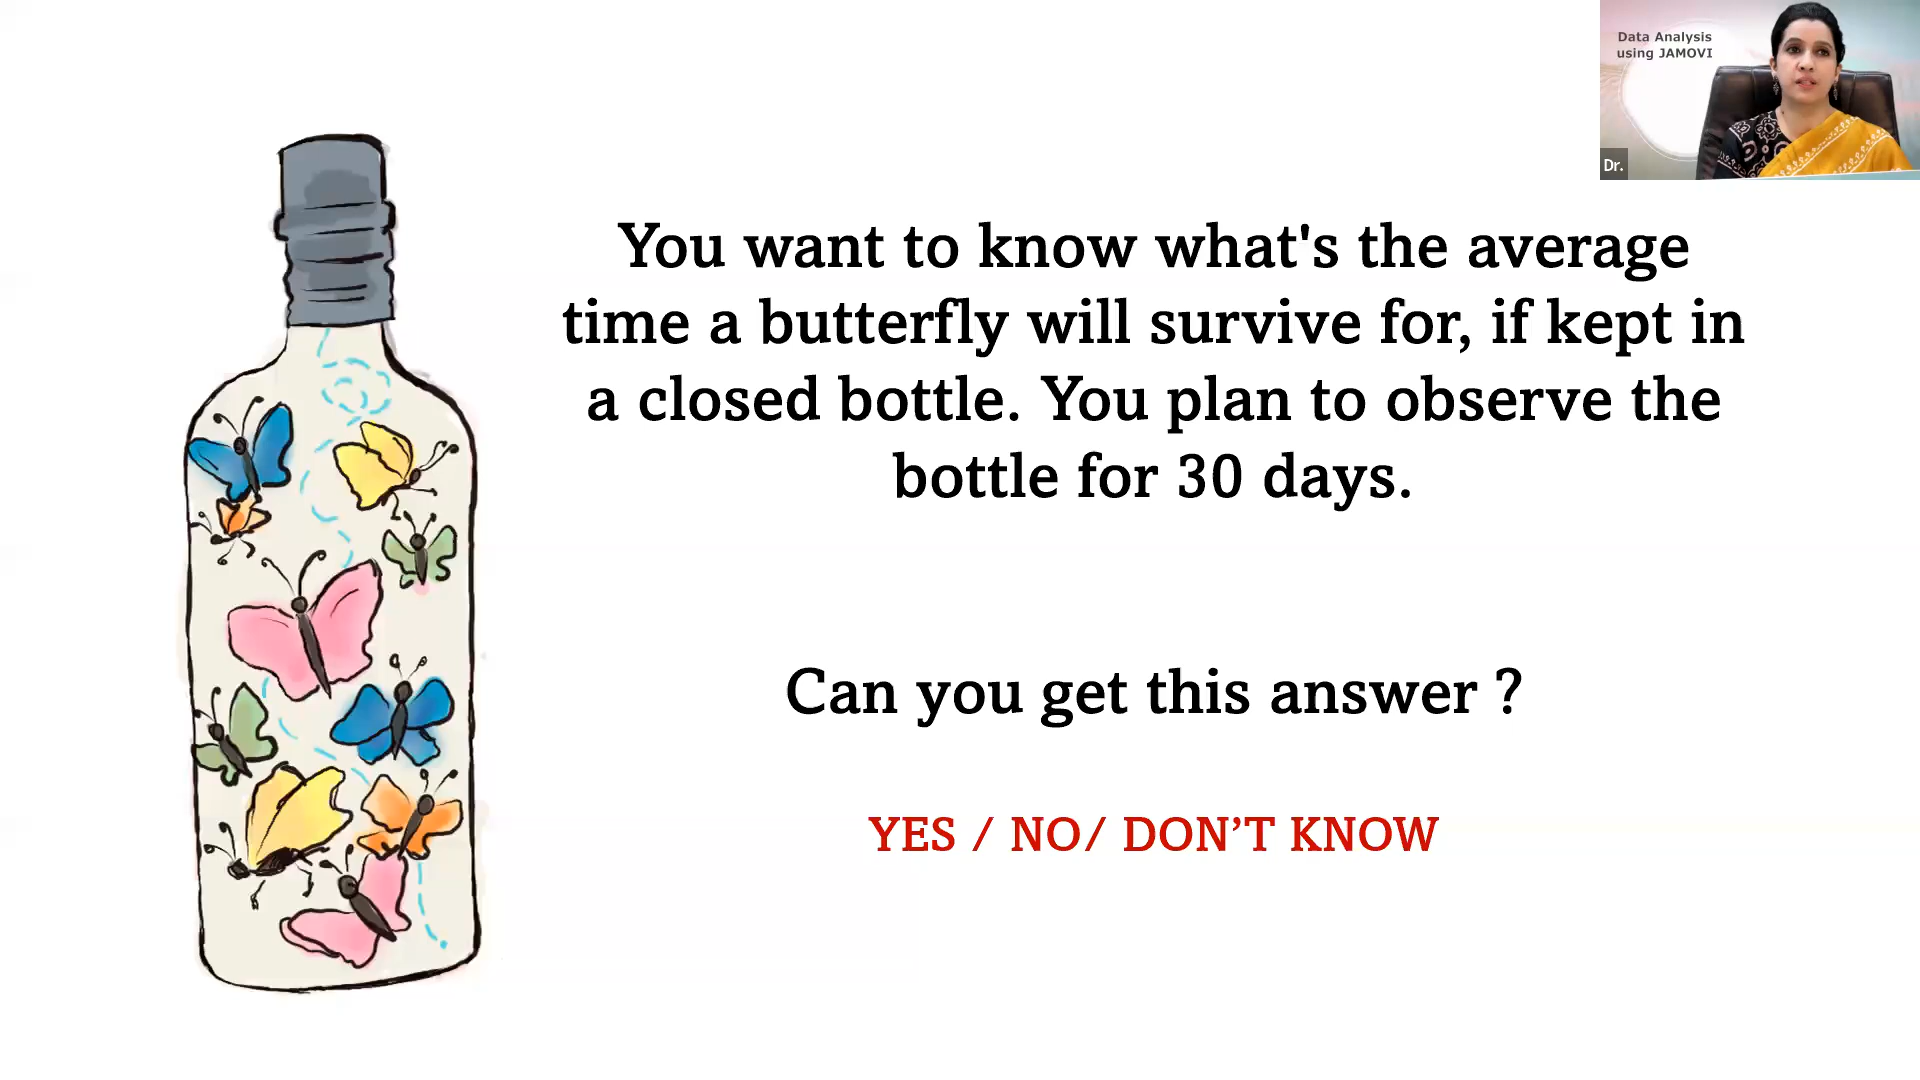 Data Analysis
using JAMOVI
Dr.
You want to know what's the average
time a butterfly will survive for, if kept in
a closed bottle. You plan to observe the
bottle for 30 days.
Can you get this answer ?
YES / NO/ DON’T KNOW